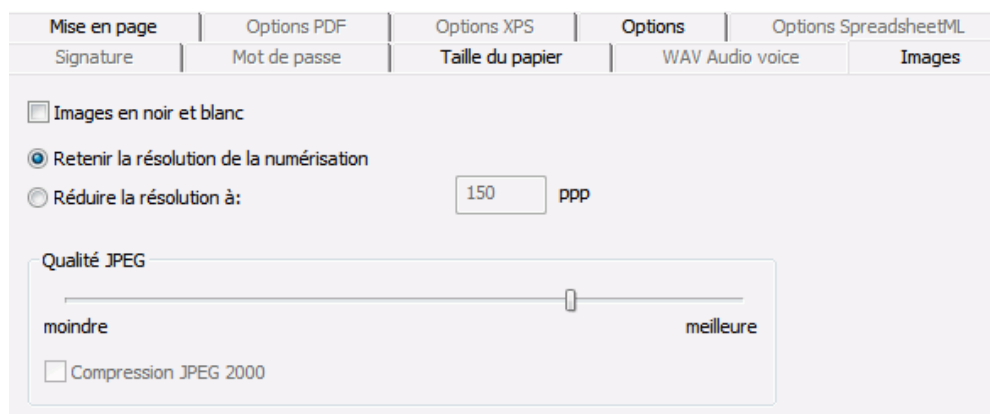 Mise en page Options PDF Options XPS Options Options SpreadsheetML
Signature Mot de passe Taille du papier WAV Audio voice Images
Images en noir et blanc
Retenir la résolution de la numérisation
Réduire la résolution à: 150 ppp
Qualité JPEG
moindre meilleure
Compression JPEG 2000